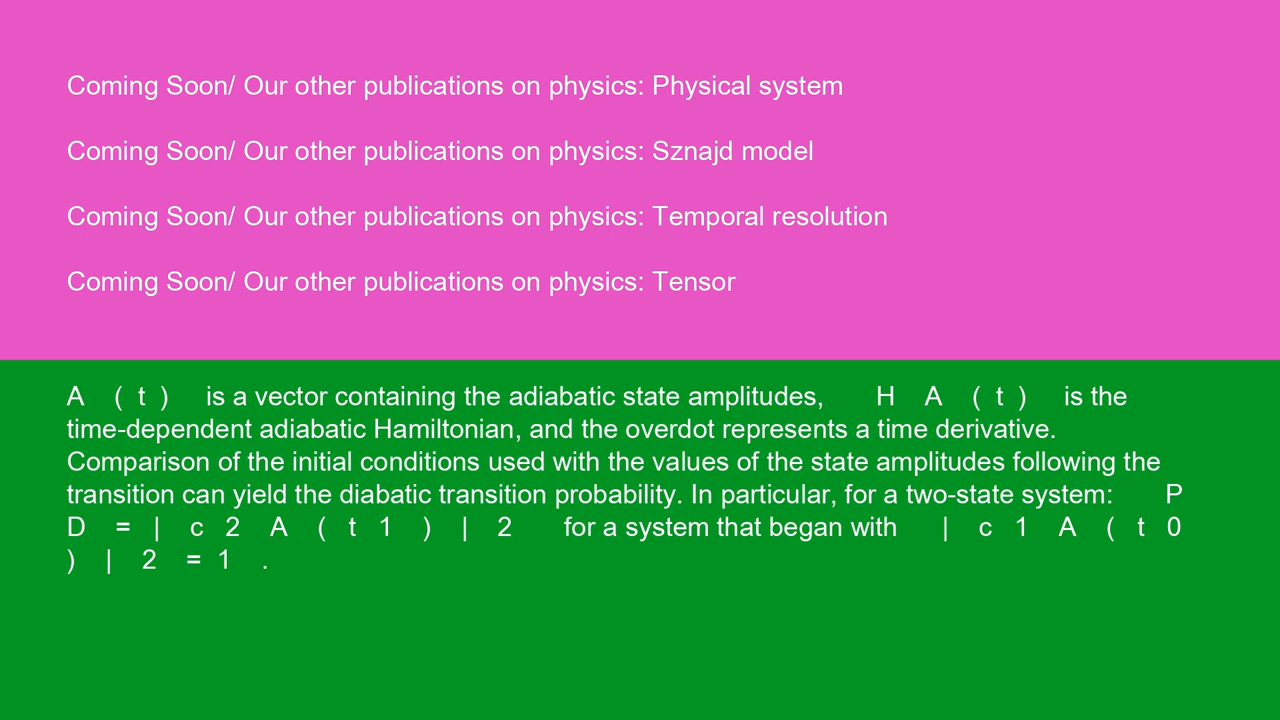 Coming Soon/ Our other publications on physics: Physical system
Coming Soon/ Our other publications on physics: Sznajd model
Coming Soon/ Our other publications on physics: Temporal resolution
Coming Soon/ Our other publications on physics: Tensor
A ( t ) is a vector containing the adiabatic state amplitudes, H A ( t ) is the
time-dependent adiabatic Hamiltonian, and the overdot represents a time derivative.
Comparison of the initial conditions used with the values of the state amplitudes following the
transition can yield the diabatic transition probability. In particular, for a two-state system: P
D = | c 2 A ( t 1 ) | 2 for a system that began with | c 1 A ( t 0
) | 2 = 1 .